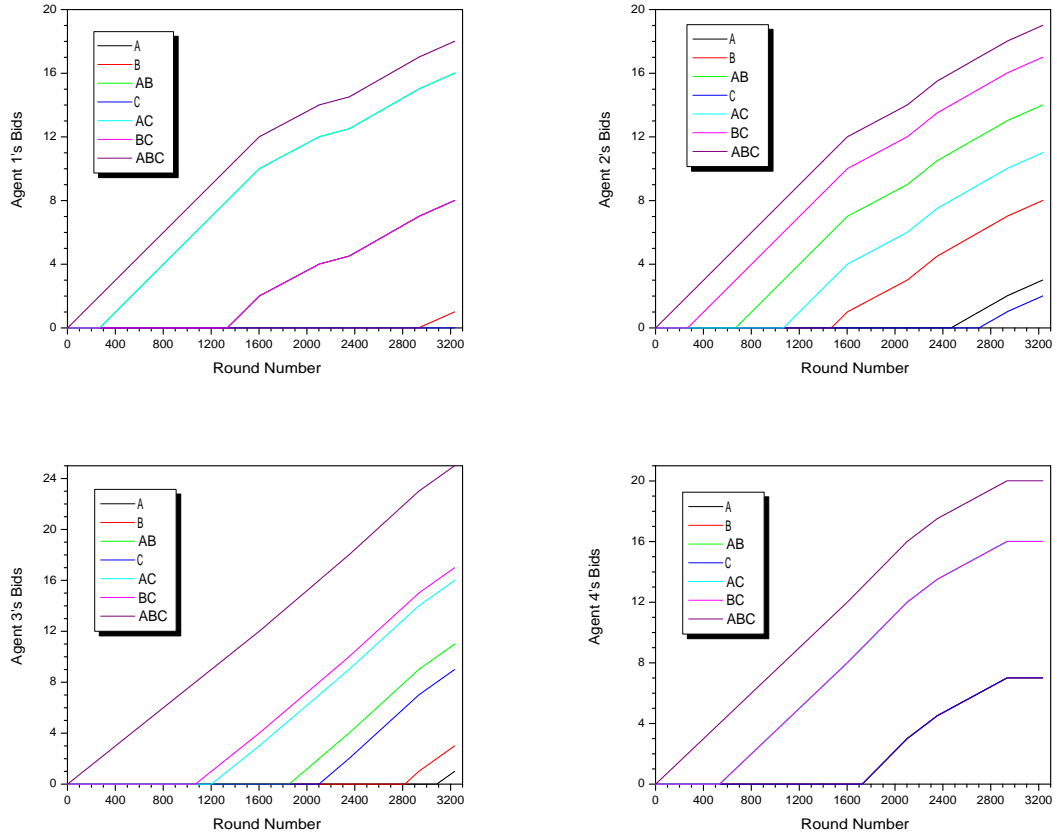 20
16
12
8
4
0
Agent 1's Bids
A
B
AB
C
AC
BC
ABC
0 400 800 1200 1600 2000 2400 2800 3200
Round Number
20
16
12
8
4
0
Agent 2's Bids
A
B
AB
C
AC
BC
ABC
0 400 800 1200 1600 2000 2400 2800 3200
Round Number
24
20
16
12
8
4
0
Agent 3's Bids
A
B
AB
C
AC
BC
ABC
0 400 800 1200 1600 2000 2400 2800 3200
Round Number
20
16
12
8
4
0
Agent 4's Bids
A
B
AB
C
AC
BC
ABC
0 400 800 1200 1600 2000 2400 2800 3200
Round Number